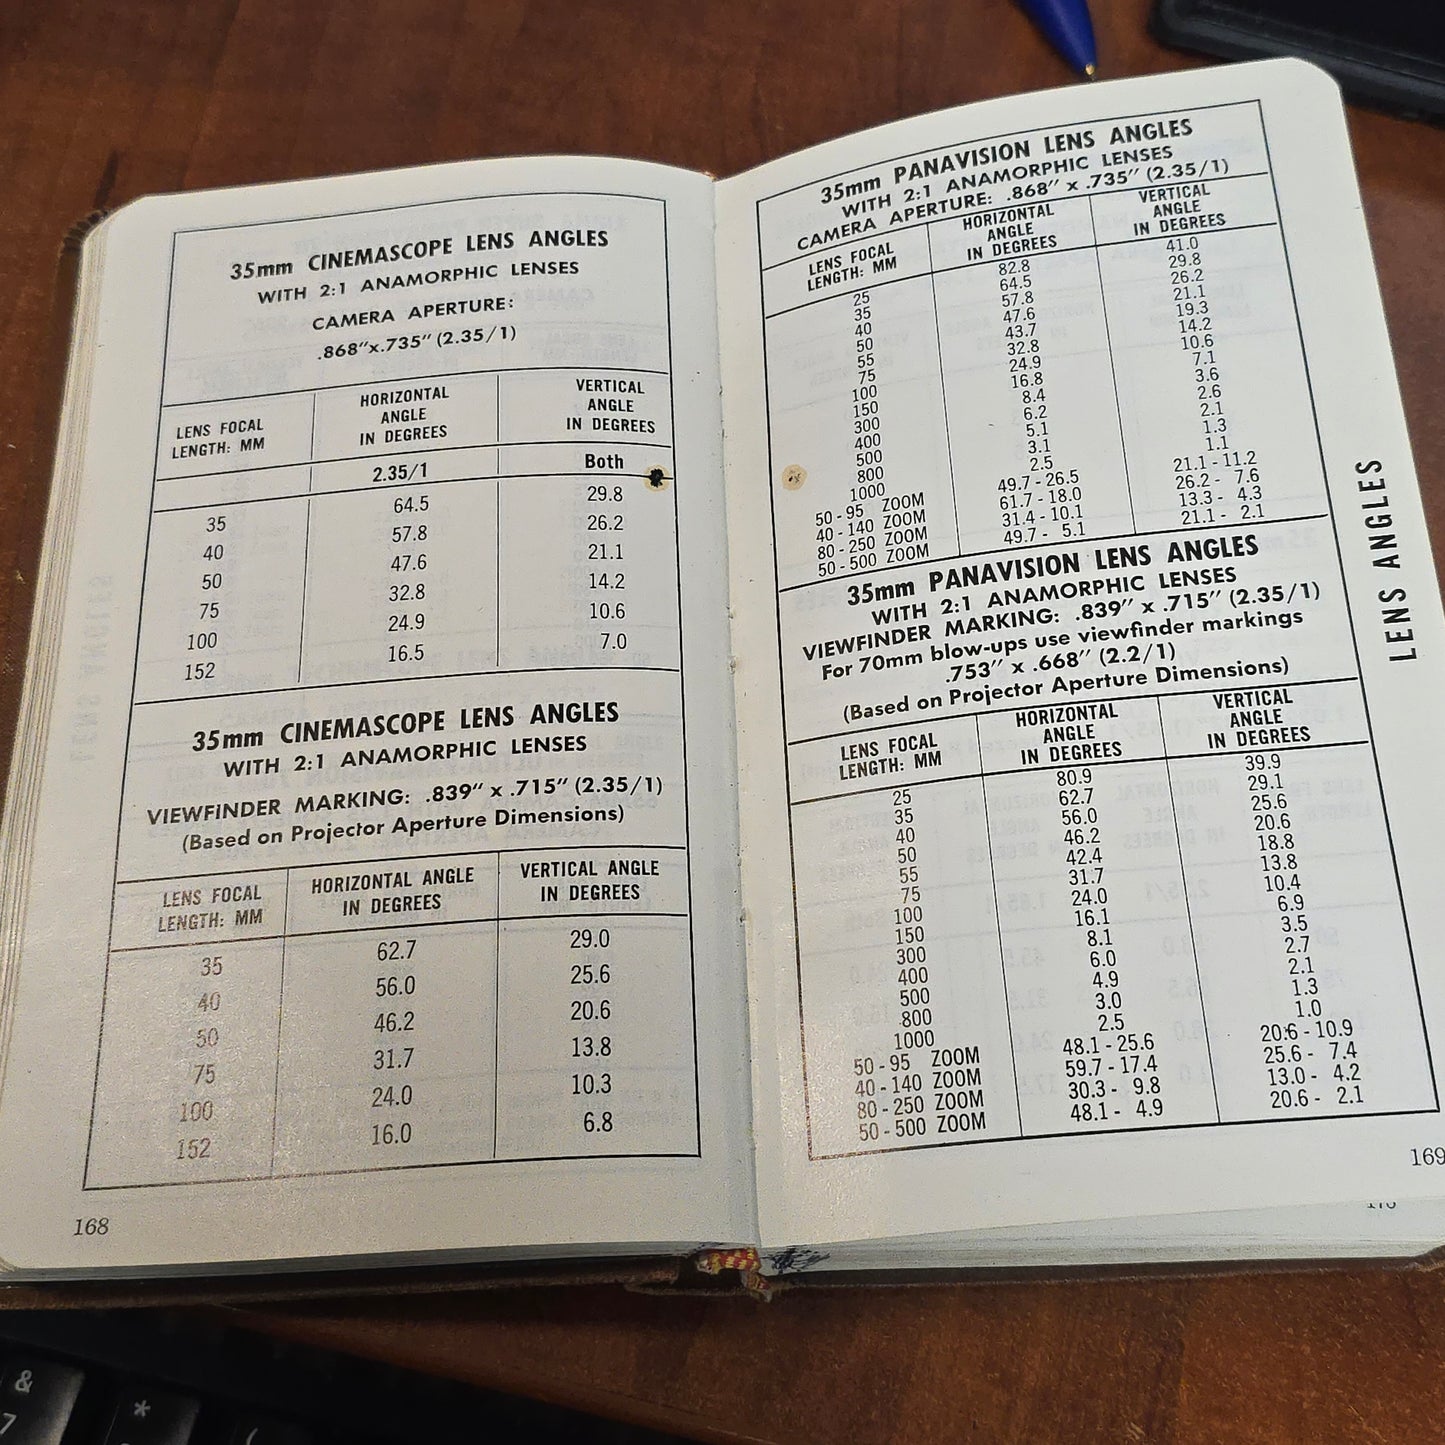 35mm CINEMASCOPE LENS ANGLES
WITH 2:1 ANAMORPHIC LENSES
CAMERA APERTURE:
.868"x.735" (2.35/1)
LENS FOCAL LENGTH: MM HORIZONTAL ANGLE IN DEGREES VERTICAL ANGLE IN DEGREES
2.35/1 Both
35 64.5 29.8
40 57.8 26.2
50 47.6 21.1
75 32.8 14.2
100 24.9 10.6
152 16.5 7.0
35mm CINEMASCOPE LENS ANGLES
WITH 2:1 ANAMORPHIC LENSES
VIEWFINDER MARKING: .839" x .715" (2.35/1)
(Based on Projector Aperture Dimensions)
LENS FOCAL LENGTH: MM HORIZONTAL ANGLE IN DEGREES VERTICAL ANGLE IN DEGREES
35 62.7 29.0
40 56.0 25.6
50 46.2 20.6
75 31.7 13.8
100 24.0 10.3
152 16.0 6.8
168
35mm PANAVISION LENS ANGLES
WITH 2:1 ANAMORPHIC LENSES
CAMERA APERTURE: .868" x .735" (2.35/1)
LENS FOCAL LENGTH: MM HORIZONTAL ANGLE IN DEGREES VERTICAL ANGLE IN DEGREES
25 82.8 41.0
35 64.5 29.8
40 57.8 26.2
50 47.6 21.1
55 43.7 19.3
75 32.8 14.2
100 24.9 10.6
150 16.8 7.1
300 8.4 3.6
400 6.2 2.6
500 5.1 2.1
800 3.1 1.3
1000 2.5 1.1
50-95 ZOOM 49.7-26.5 21.1-11.2
40-140 ZOOM 61.7-18.0 26.2- 7.6
80-250 ZOOM 31.4-10.1 13.3- 4.3
50-500 ZOOM 49.7- 5.1 21.1- 2.1
35mm PANAVISION LENS ANGLES
WITH 2:1 ANAMORPHIC LENSES
VIEWFINDER MARKING: .839" x .715" (2.35/1)
For 70mm blow-ups use viewfinder markings
.753" x .668" (2.2/1)
(Based on Projector Aperture Dimensions)
LENS FOCAL LENGTH: MM HORIZONTAL ANGLE IN DEGREES VERTICAL ANGLE IN DEGREES
25 80.9 39.9
35 62.7 29.1
40 56.0 25.6
50 46.2 20.6
55 42.4 18.8
75 31.7 13.8
100 24.0 10.4
150 16.1 6.9
300 8.1 3.5
400 6.0 2.7
500 4.9 2.1
800 3.0 1.3
1000 2.5 1.0
50-95 ZOOM 48.1-25.6 20.6-10.9
40-140 ZOOM 59.7-17.4 25.6- 7.4
80-250 ZOOM 30.3- 9.8 13.0- 4.2
50-500 ZOOM 48.1- 4.9 20.6- 2.1
LENS ANGLES
169
&
7
*
(